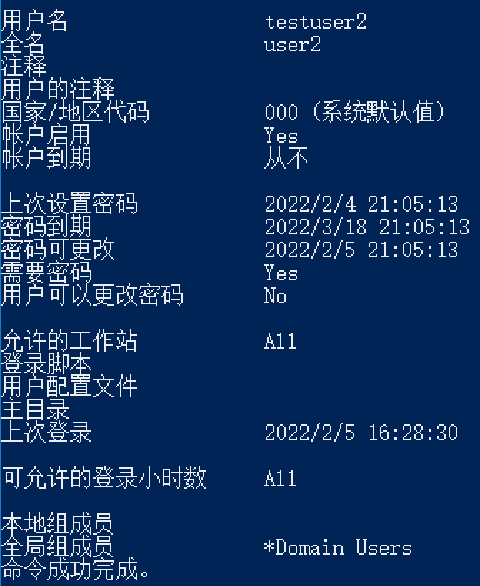 用户名 testuser2
全名 user2
注释
用户的注释
国家/地区代码 000 (系统默认值)
帐户启用 Yes
帐户到期 从不
上次设置密码 2022/2/4 21:05:13
密码到期 2022/3/18 21:05:13
密码可更改 2022/2/5 21:05:13
需要密码 Yes
用户可以更改密码 No
允许的工作站 All
登录脚本
用户配置文件
主目录
上次登录 2022/2/5 16:28:30
可允许的登录小时数 All
本地组成员
全局组成员 *Domain Users
命令成功完成。